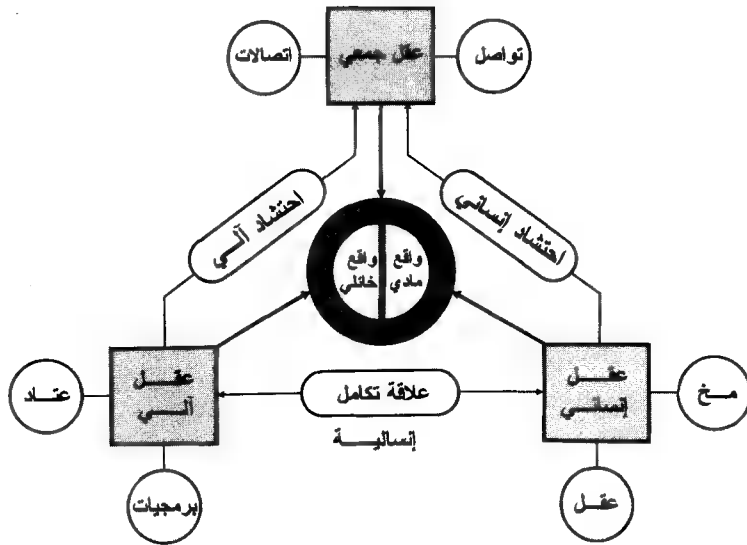 تواصل
عقل جمعي
اتصالات
احتشاد إنساني
احتشاد آلي
واقع
مادي
واقع
خائلي
عقل
إنساني
مخ
عقل
علاقة تكامل
إنسالية
عقل
آلي
عتاد
برمجيات